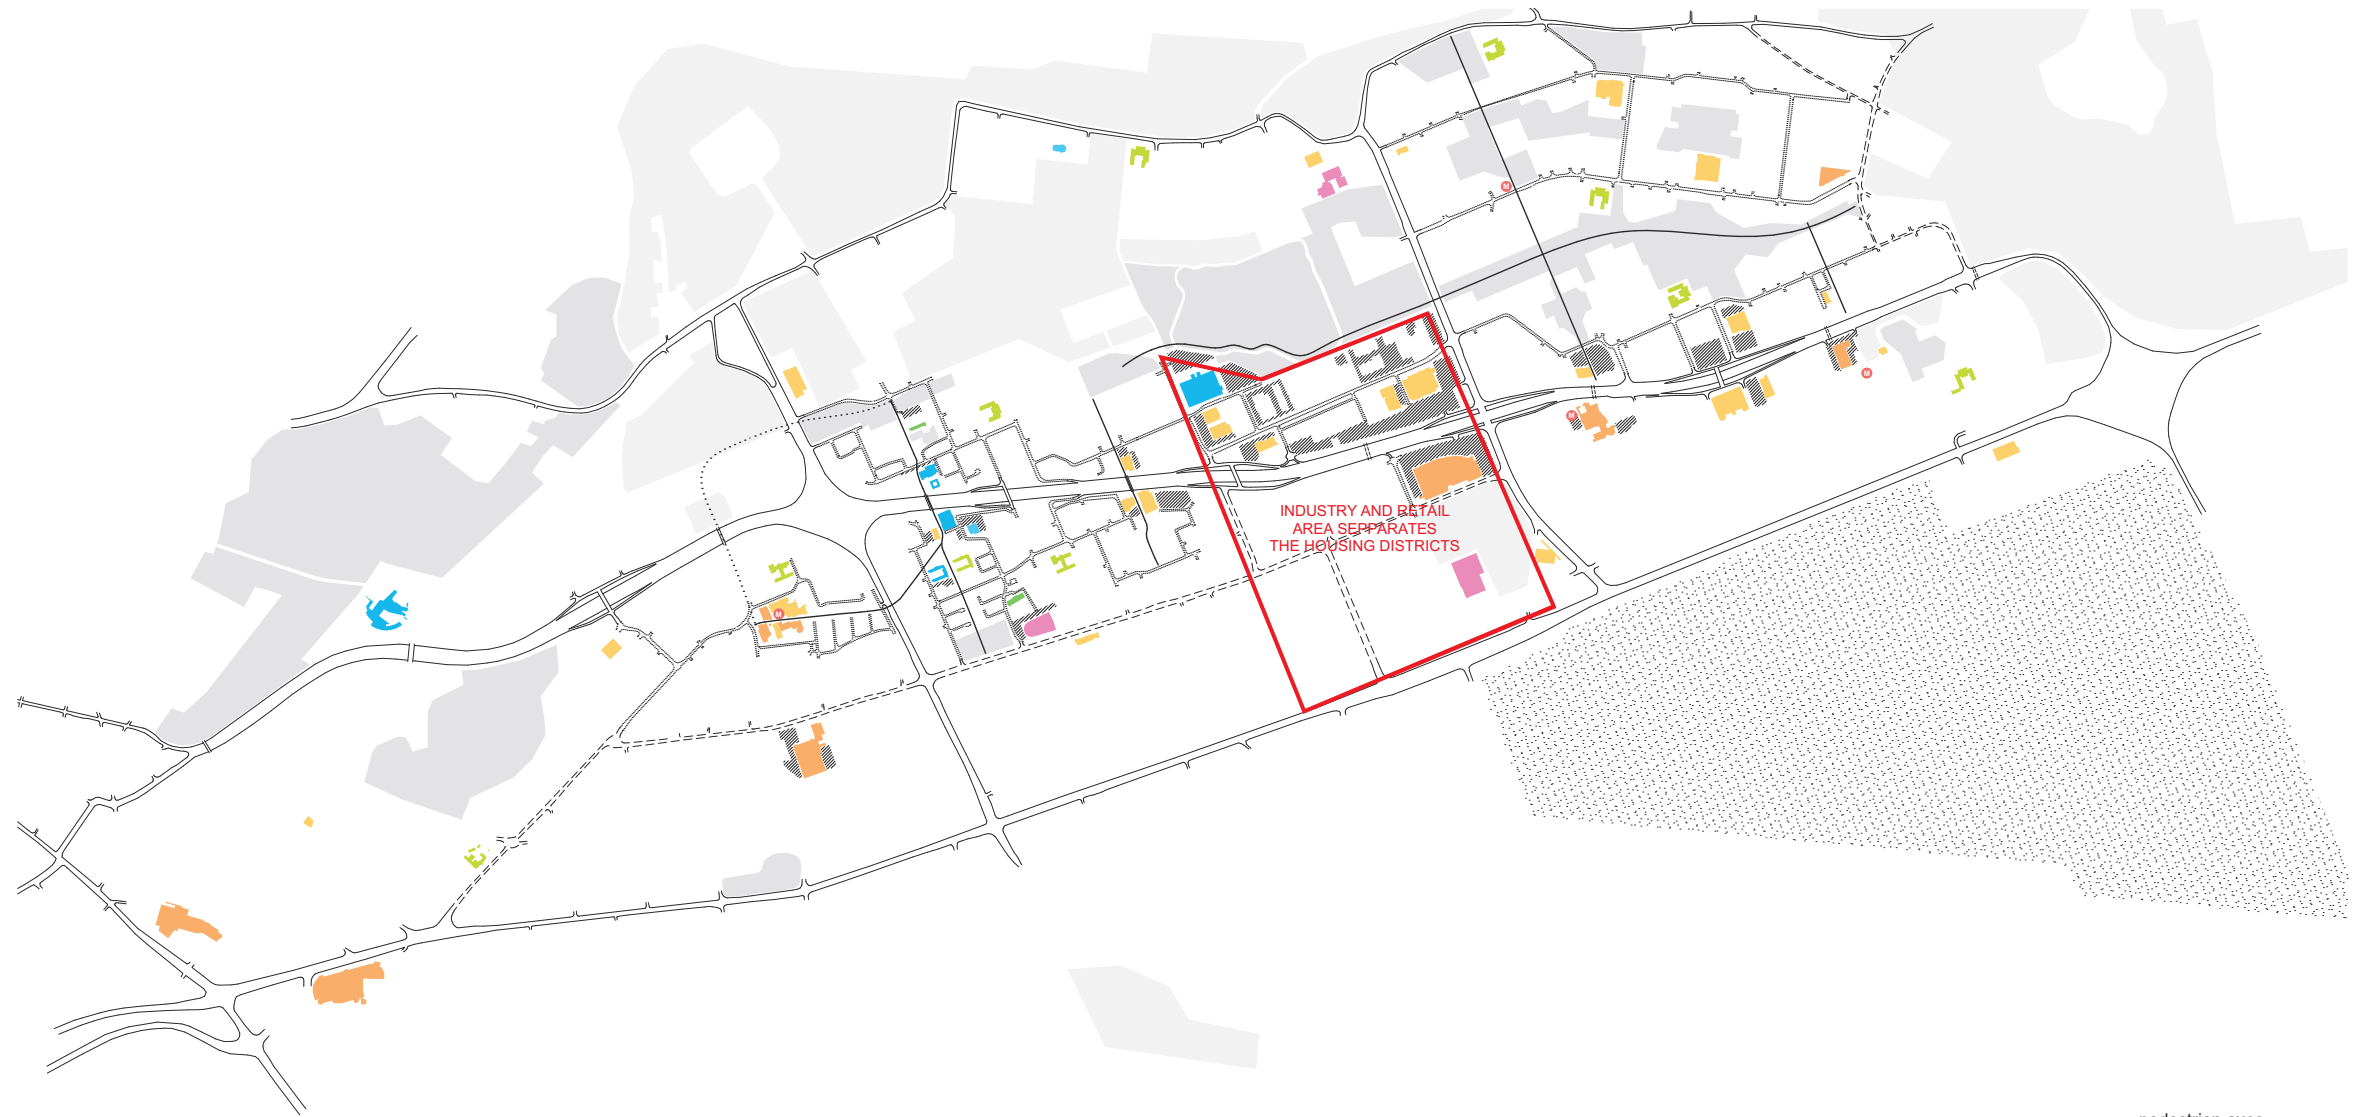 M
M
M
M
INDUSTRY AND RETAIL
AREA SEPPARATES
THE HOUSING DISTRICTS